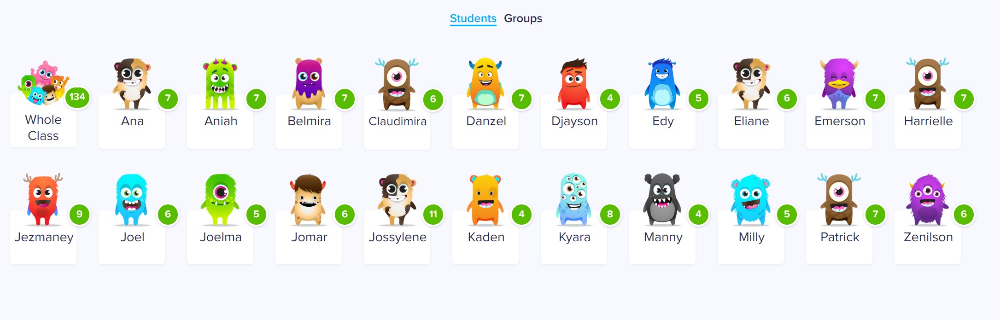 Students Groups
134
Whole
Class
7
Ana
7
Aniah
7
Belmira
6
Claudimira
7
Danzel
4
Djayson
5
Edy
6
Eliane
7
Emerson
7
Harrielle
9
Jezmaney
6
Joel
5
Joelma
6
Jomar
11
Jossylene
4
Kaden
8
Kyara
4
Manny
5
Milly
7
Patrick
6
Zenilson